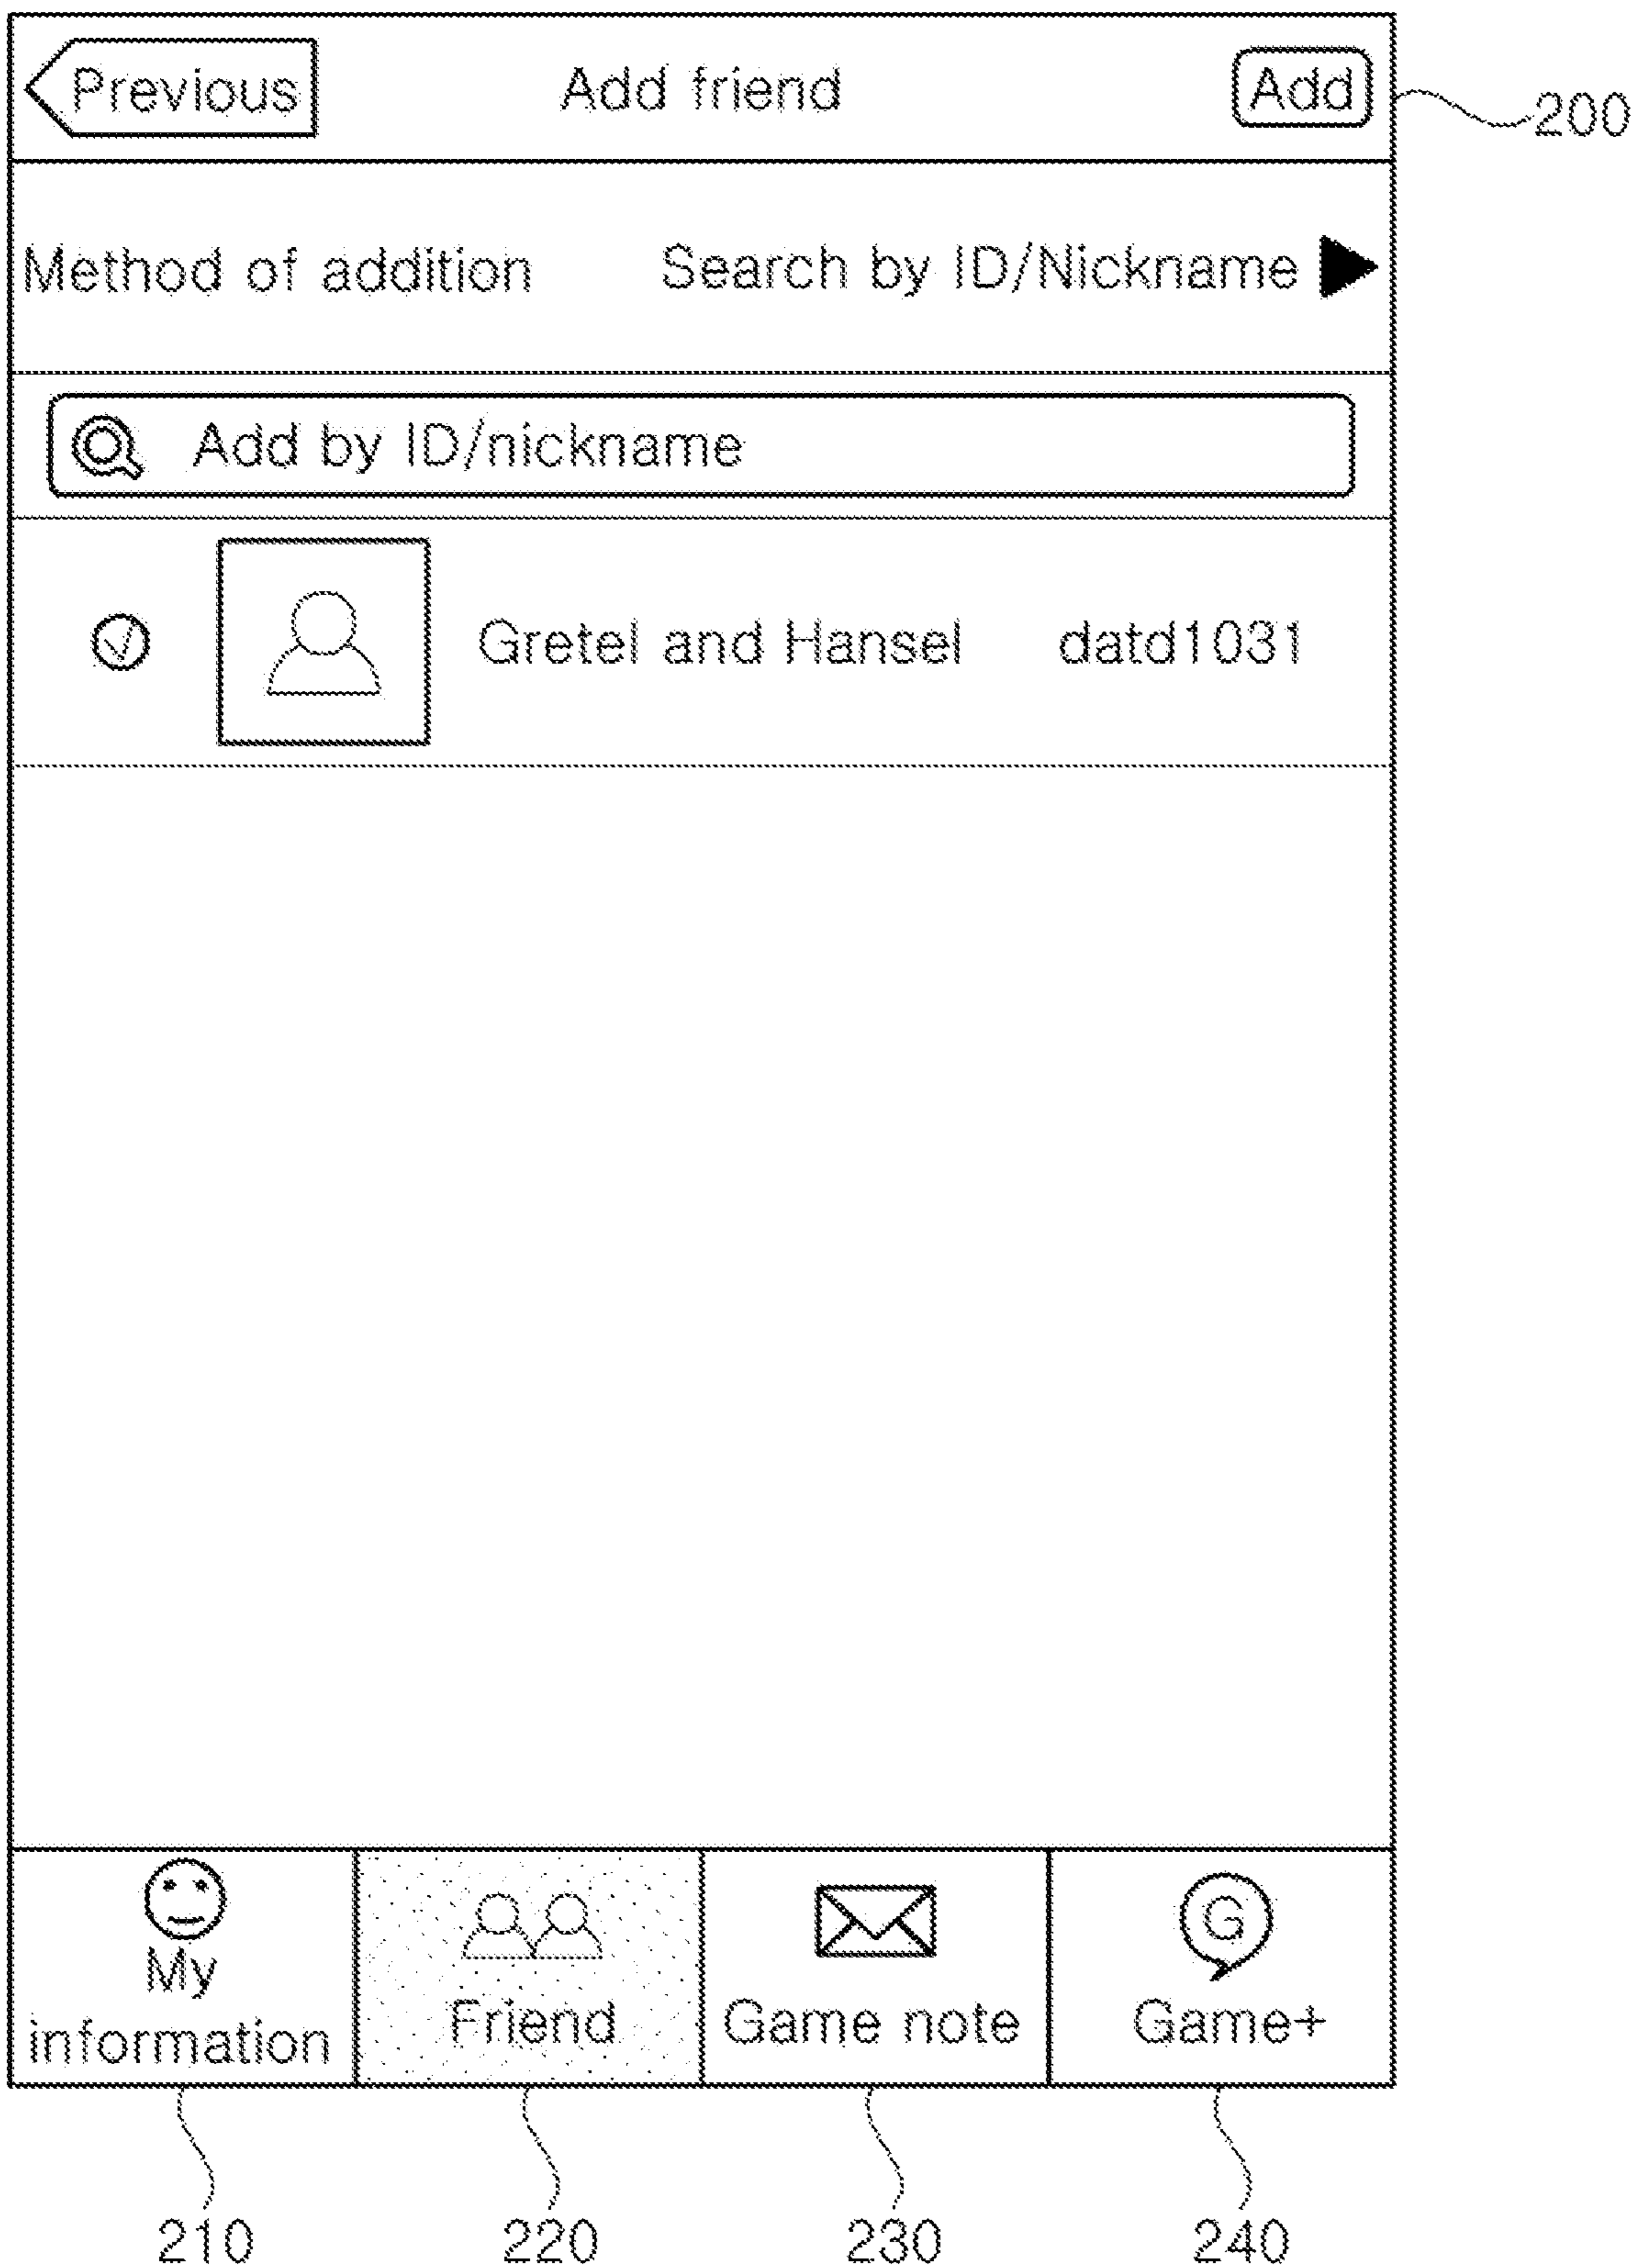 Previous Add friend Add
200
Method of addition Search by ID/Nickname
Add by ID/nickname
Gretel and Hansel datd1031
My
information
Friend
Game note
G
Game+
210 220 230 240